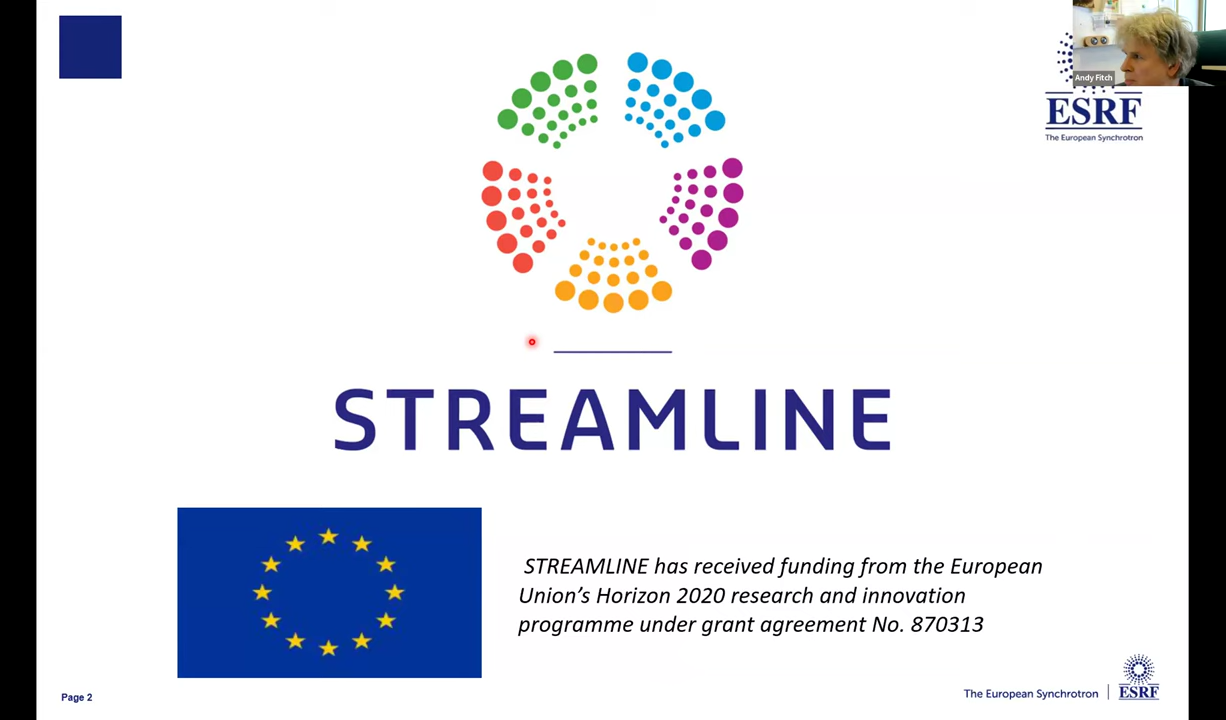 Andy Fitch
ESRF
The European Synchrotron
STREAMLINE
STREAMLINE has received funding from the European
Union's Horizon 2020 research and innovation
programme under grant agreement No. 870313
Page 2
The European Synchrotron | ESRF